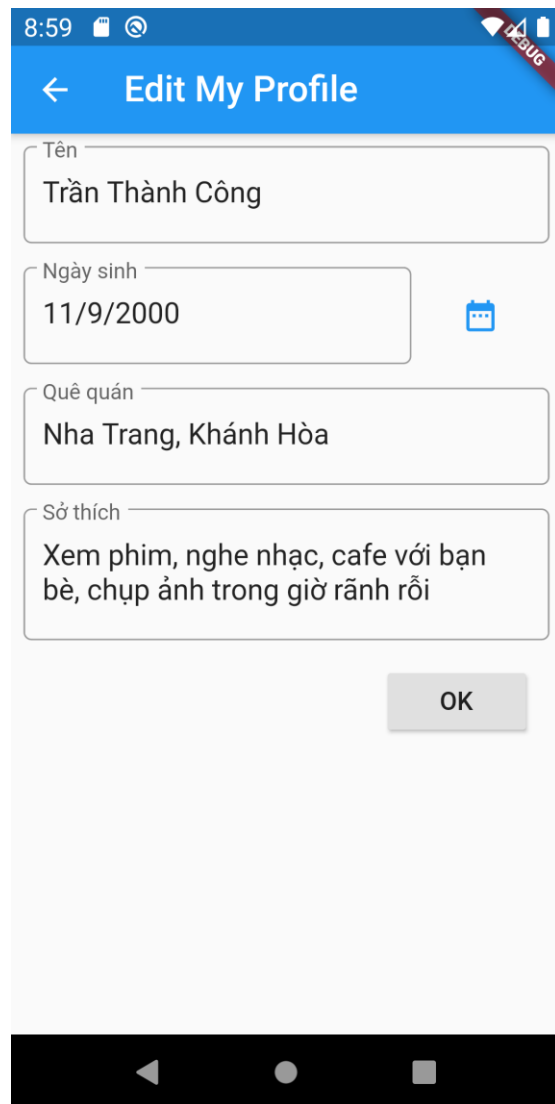 8:59
DEBUG
Edit My Profile
Tên
Trần Thành Công
Ngày sinh
11/9/2000
Quê quán
Nha Trang, Khánh Hòa
Sở thích
Xem phim, nghe nhạc, cafe với bạn
bè, chụp ảnh trong giờ rãnh rỗi
OK